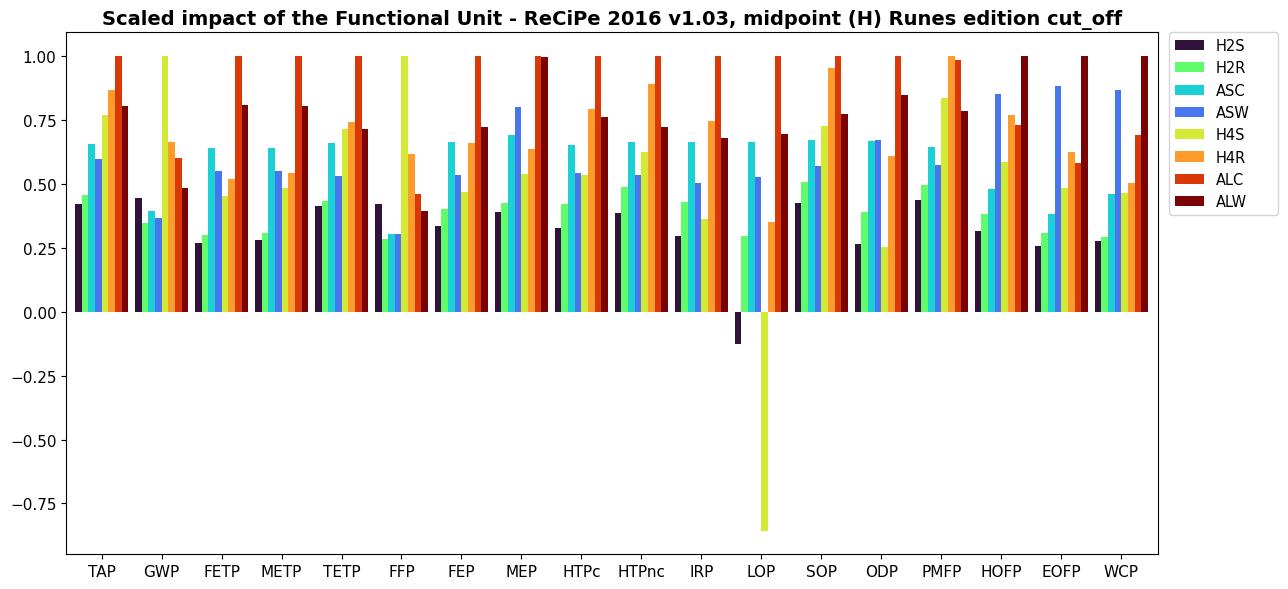 Scaled impact of the Functional Unit - ReCiPe 2016 v1.03, midpoint (H) Runes edition cut_off
1.00
0.75
0.50
0.25
0.00
−0.25
−0.50
−0.75
TAP GWP FETP METP TETP FFP FEP MEP HTPc HTPnc IRP LOP SOP ODP PMFP HOFP EOFP WCP
H2S
H2R
ASC
ASW
H4S
H4R
ALC
ALW